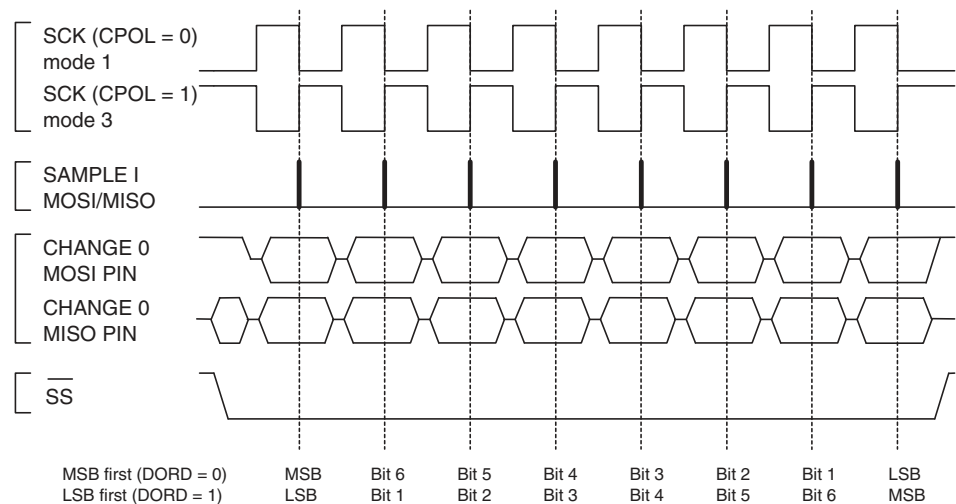 SCK (CPOL = 0)
mode 1
SCK (CPOL = 1)
mode 3
SAMPLE I
MOSI/MISO
CHANGE 0
MOSI PIN
CHANGE 0
MISO PIN
SS
MSB first (DORD = 0) MSB Bit 6 Bit 5 Bit 4 Bit 3 Bit 2 Bit 1 LSB
LSB first (DORD = 1) LSB Bit 1 Bit 2 Bit 3 Bit 4 Bit 5 Bit 6 MSB